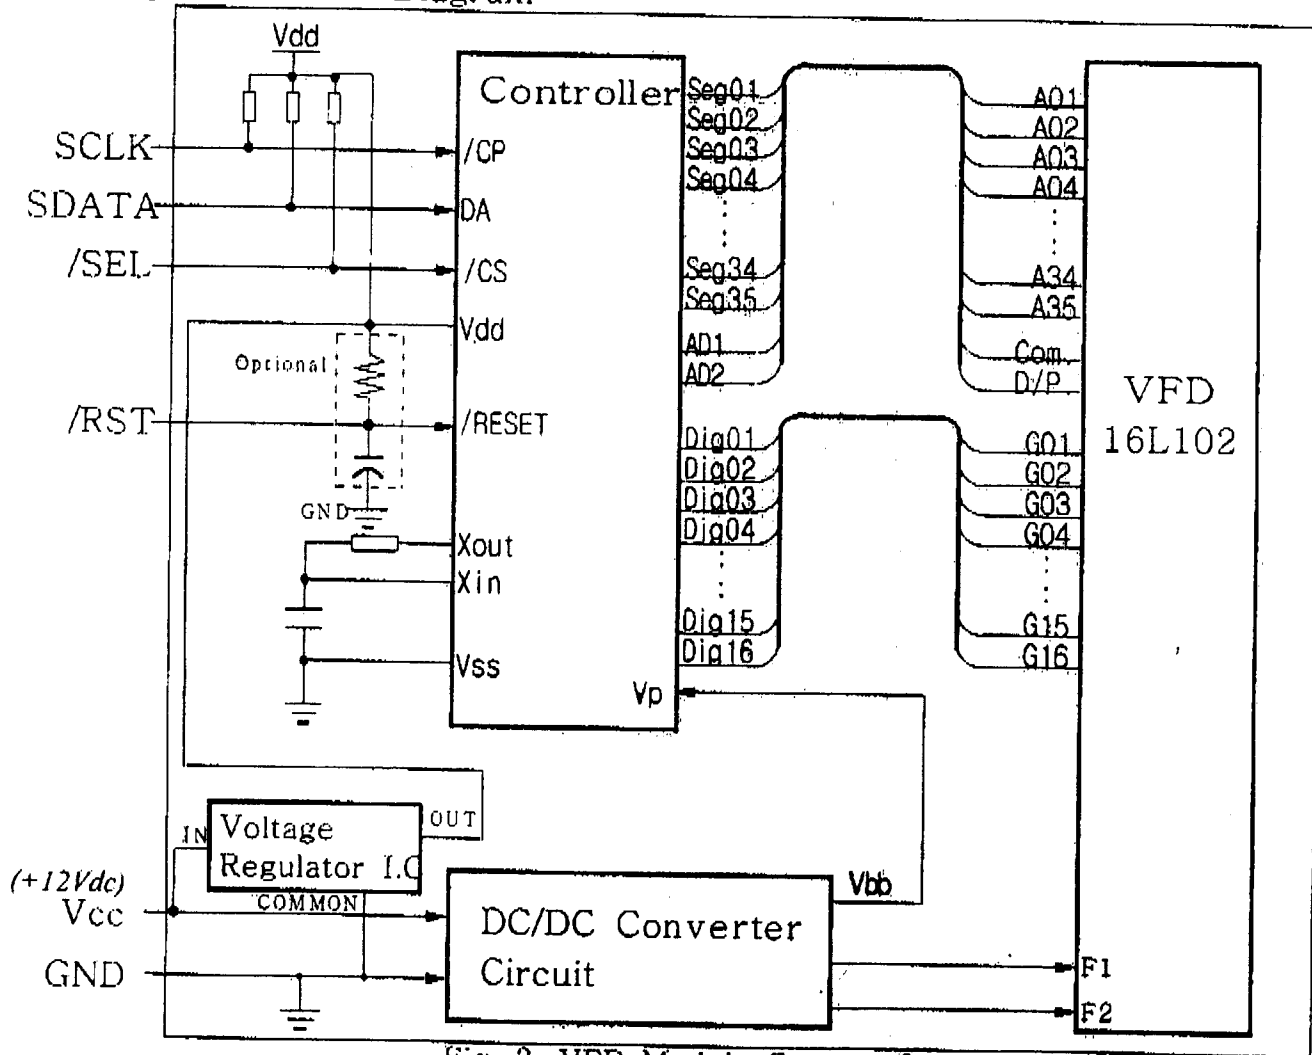 Vdd
Controller
SCLK
/CP
SDATA
DA
/SEL
/CS
Vdd
Optional
/RST
/RESET
GND
Xout
Xin
Vss
Vp
Seg01
Seg02
Seg03
Seg04
Seg34
Seg35
AD1
AD2
Dig01
Dig02
Dig03
Dig04
Dig15
Dig16
A01
A02
A03
A04
A34
A35
Com.
D/P
G01
G02
G03
G04
G15
G16
VFD
16L102
IN
Voltage
Regulator I.C
OUT
COMMON
(+12Vdc)
Vcc
GND
DC/DC Converter
Circuit
Vbb
F1
F2